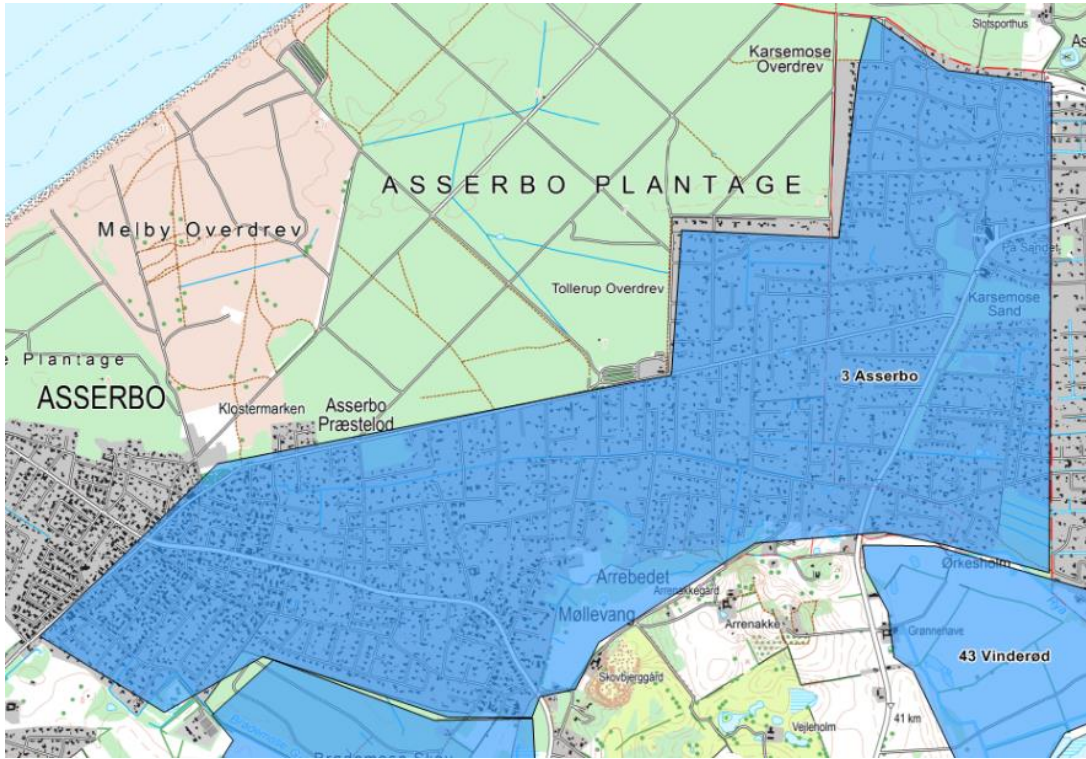 Slotsporthus
As
Karsemose
Overdrev
ASSERBO PLANTAGE
Melby Overdrev
På Sandet
Tollerup Overdrev
Karsemose
Sand
e Plantage
3 Asserbo
ASSERBO
Klostermarken
Asserbo
Præstelod
Ørkesholm
Arrebedet
Arrenakkegård
Møllevang
Arrenakke
Grønnehave
43 Vinderød
Skovbjerggård
41 km
Vejleholm